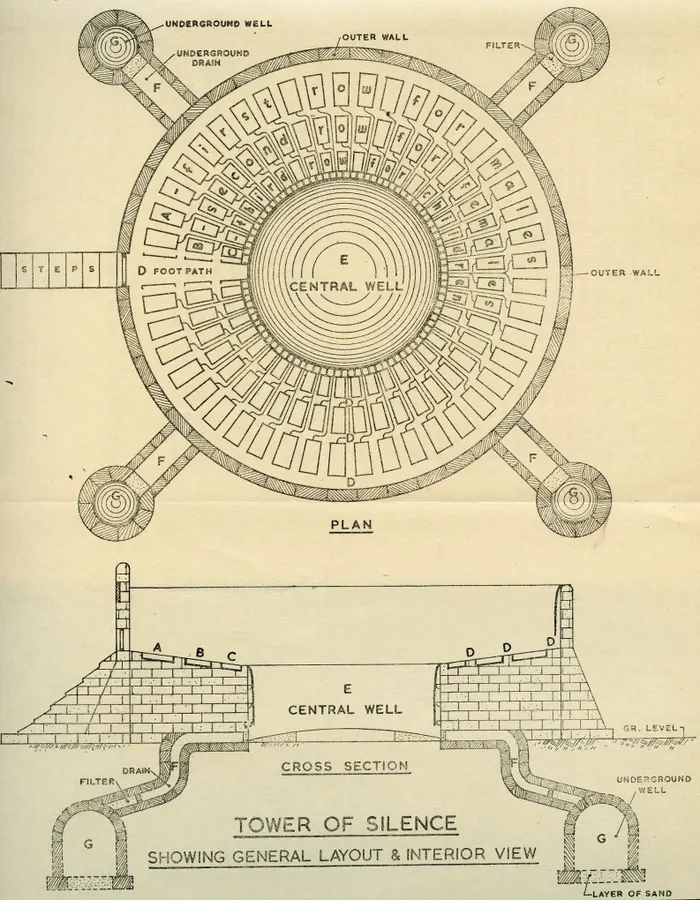 UNDERGROUND WELL
UNDERGROUND
DRAIN
OUTER WALL
FILTER
G
G
F
F
A - first row for males
B - second row for females
C - third row for children
STEPS
D FOOT PATH
E
CENTRAL WELL
OUTER WALL
F
F
G
G
D
D
D
PLAN
A
B
C
D
D
D
E
CENTRAL WELL
GR. LEVEL
CROSS SECTION
DRAIN
F
F
FILTER
UNDERGROUND
WELL
G
G
TOWER OF SILENCE
SHOWING GENERAL LAYOUT & INTERIOR VIEW
LAYER OF SAND